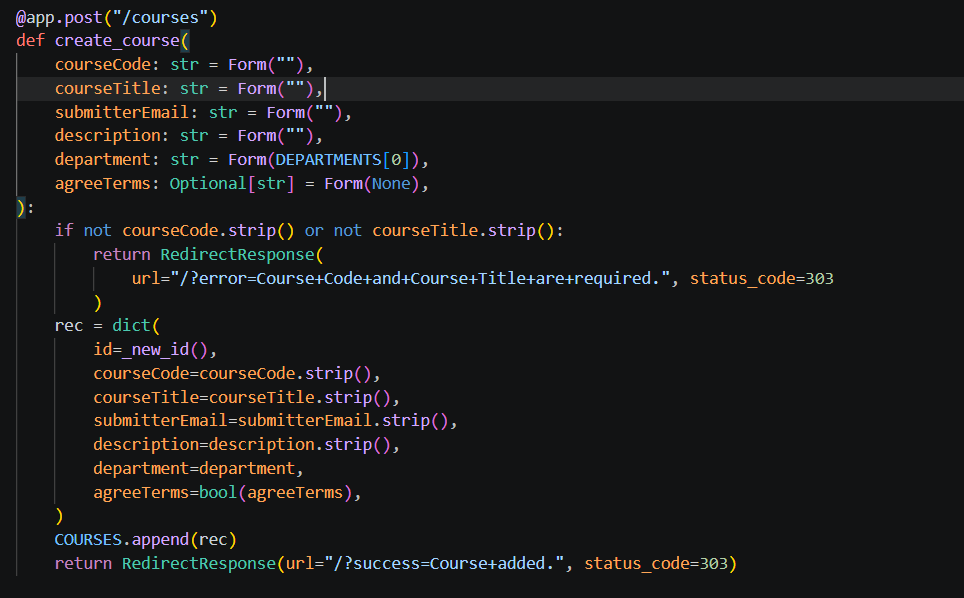 @app.post("/courses")
def create_course(
    courseCode: str = Form(""),
    courseTitle: str = Form(""),
    submitterEmail: str = Form(""),
    description: str = Form(""),
    department: str = Form(DEPARTMENTS[0]),
    agreeTerms: Optional[str] = Form(None),
):
    if not courseCode.strip() or not courseTitle.strip():
        return RedirectResponse(
            url="/?error=Course+Code+and+Course+Title+are+required.", status_code=303
        )
    rec = dict(
        id=_new_id(),
        courseCode=courseCode.strip(),
        courseTitle=courseTitle.strip(),
        submitterEmail=submitterEmail.strip(),
        description=description.strip(),
        department=department,
        agreeTerms=bool(agreeTerms),
    )
    COURSES.append(rec)
    return RedirectResponse(url="/?success=Course+added.", status_code=303)